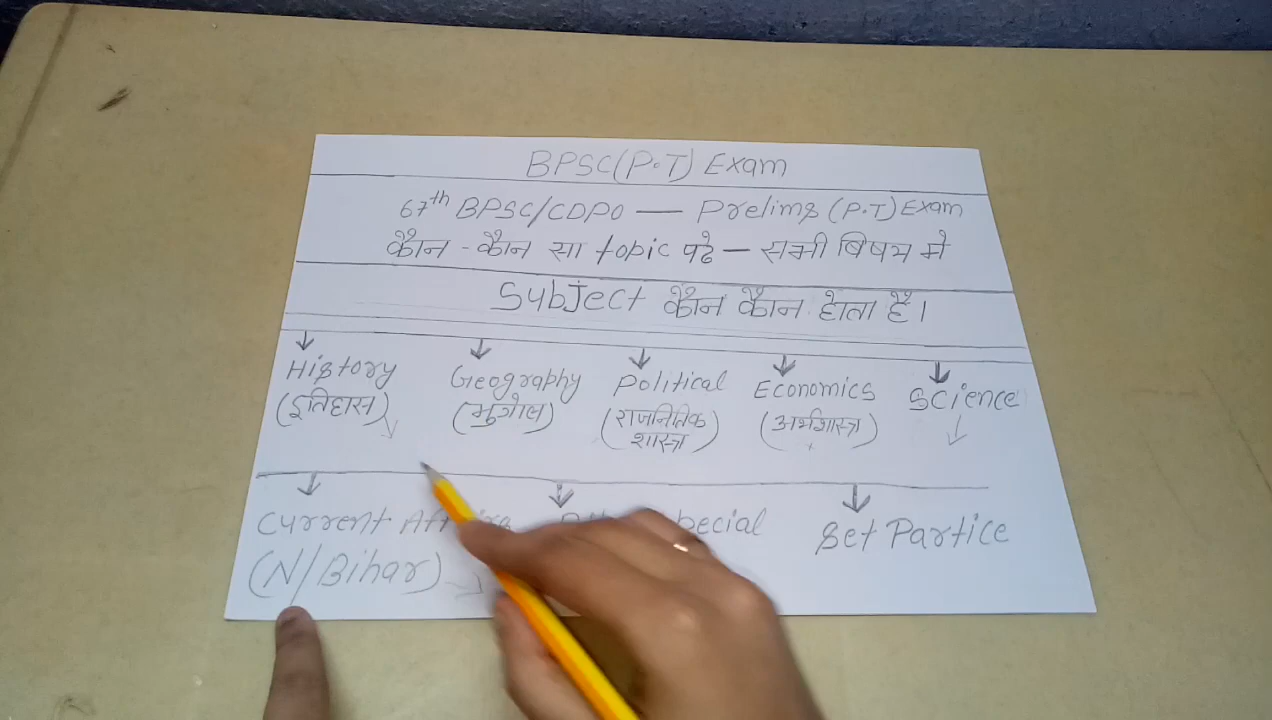 BPSC(P.T) Exam
67th BPSC/CDPO — Prelims (P.T) Exam
कौन - कौन सा topic पढे — सभी विषय मे
Subject कौन कौन होता है।
History Geography Political Economics Science
(इतिहास) (भुगोल) (राजनितिक शास्त्र) (अर्थशास्त्र)
Current Set Partice
(N/Bihar)